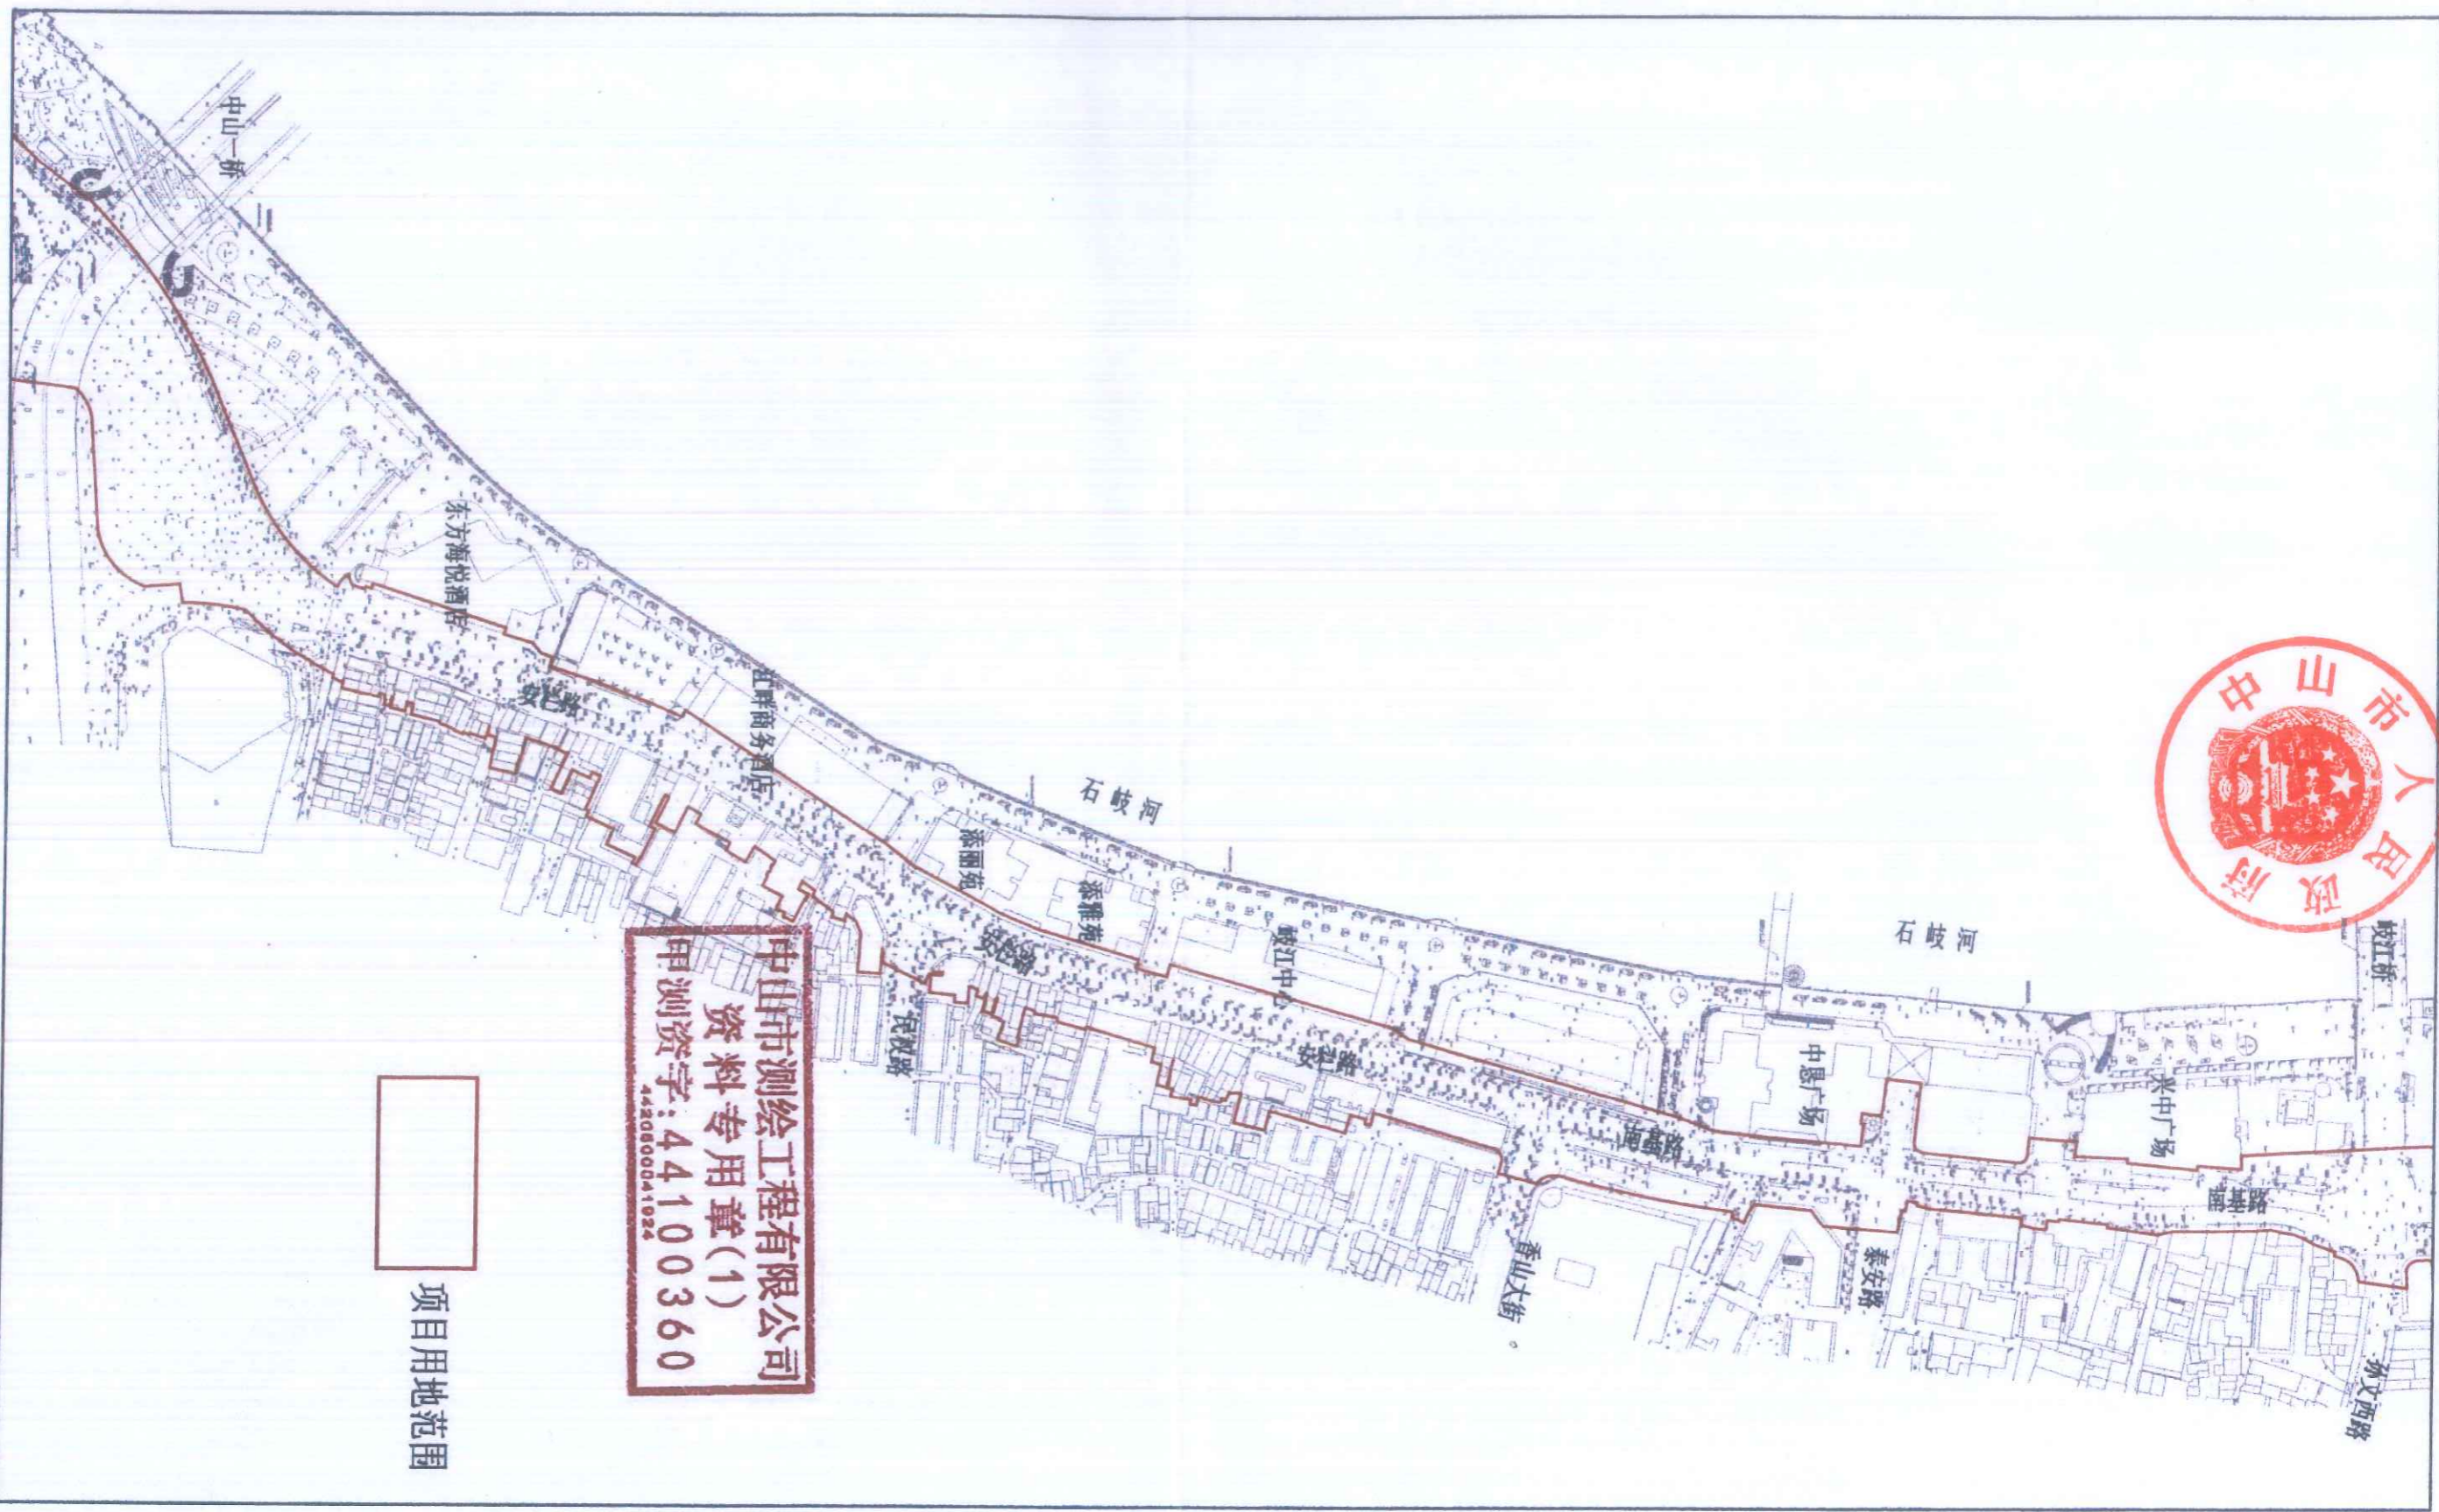 中山一桥
东方海悦酒店
安已路
江畔商务酒店
石岐河
添丽苑
添雅苑
岐江中心
民权路
石岐河
中恳广场
兴中广场
岐江桥
香山大街
泰安路
孙文西路
中山市人民政府
中山市测绘工程有限公司
资料专用章(1)
甲测资字:44100360
项目用地范围